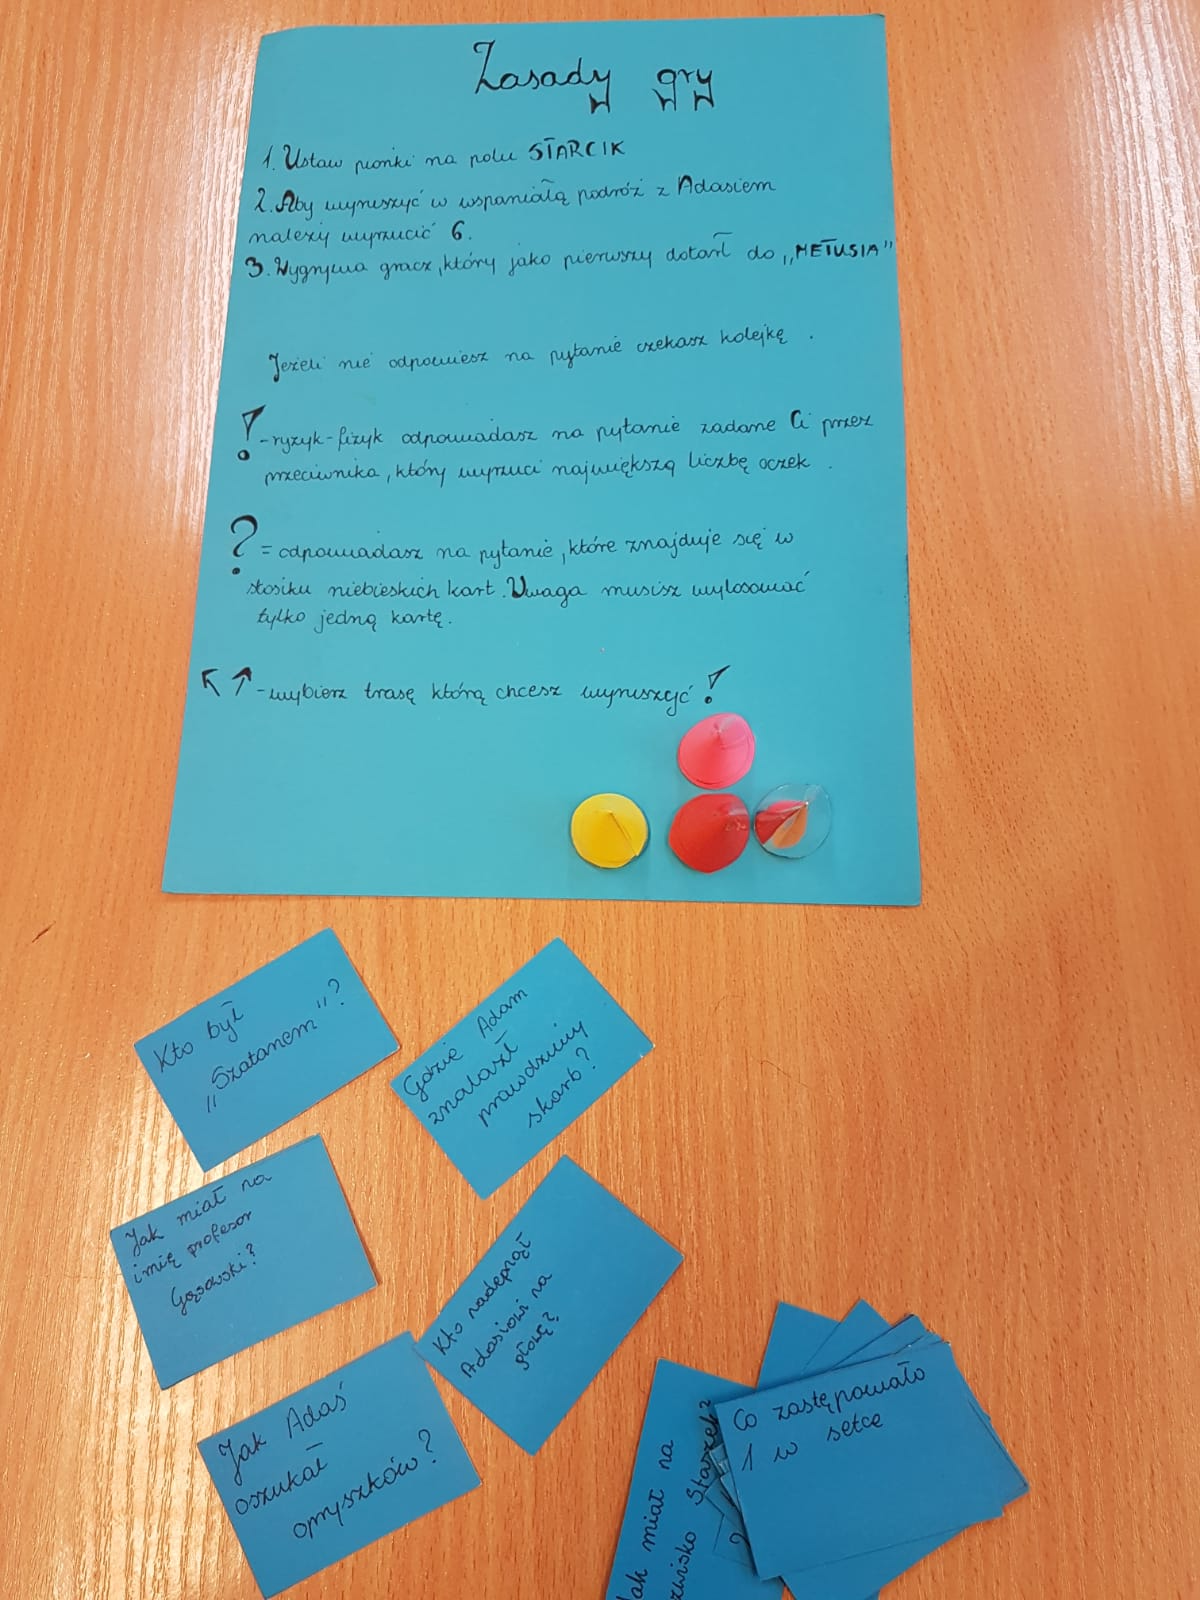 Zasady gry
1. Ustaw pionki na polu STARCIK
2. Aby wyruszyć w wspaniałą podróż z Adasiem
należy wyrzucić 6.
3. Wygrywa gracz, który jako pierwszy dotarł do „METUSIA”
Jeżeli nie odpowiesz na pytanie czekasz kolejkę .
! - ryzyk-fizyk odpowiadasz na pytanie zadane Ci przez
przeciwnika, który wyrzuci największą liczbę oczek .
? = odpowiadasz na pytanie, które znajduje się w
stosiku niebieskich kart. Uwaga musisz wylosować
tylko jedną kartę.
↖ ↗ - wybierz trasę którą chcesz wyruszyć !
Kto był
„Szatanem”?
Gdzie Adam
znalazł
prawdziwy
skarb?
Jak miał na
imię profesor
Gąsowski?
Kto nadepnął
Adasiowi na
głowę?
Jak Adaś
oszukał
opryszków?
Jak miał na
Staszek?
Co zastępowało
1 w setce